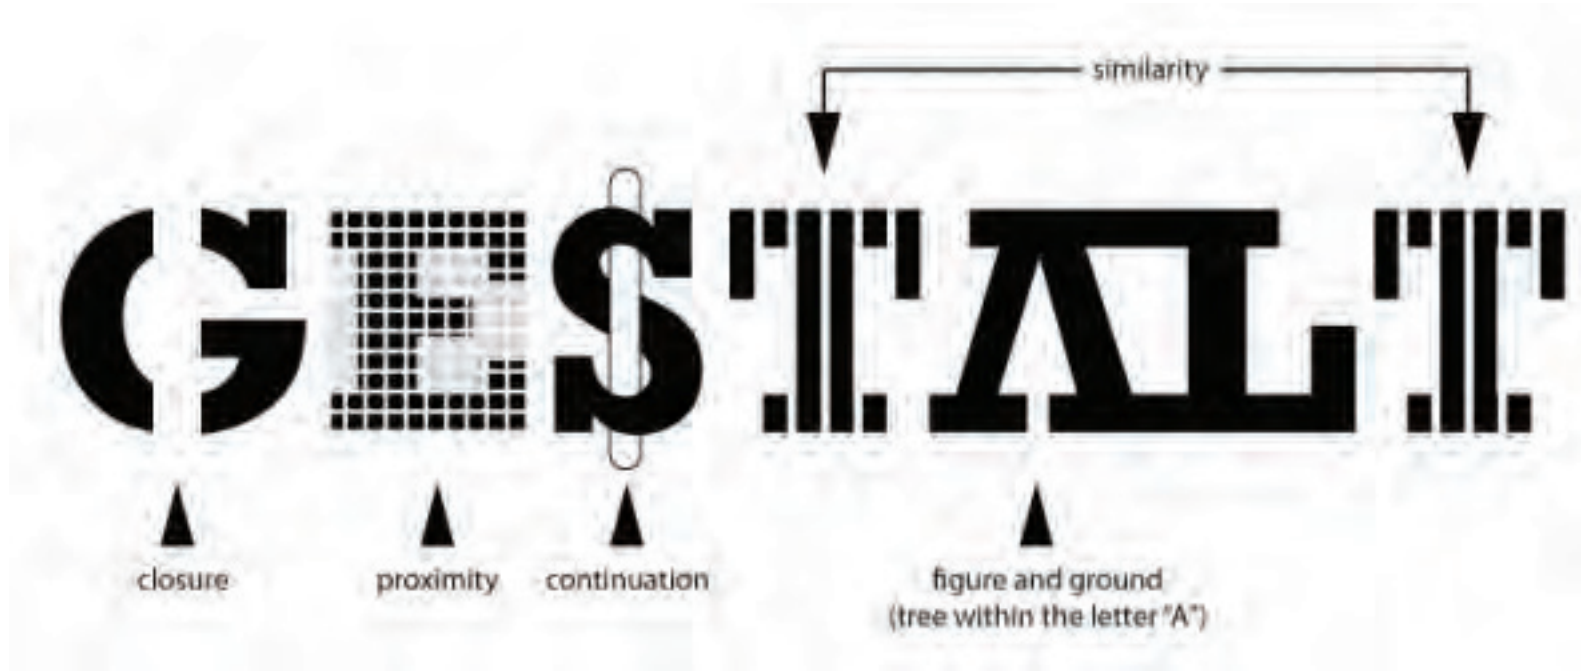 similarity
GESTALT
closure
proximity
continuation
figure and ground
(tree within the letter "A")